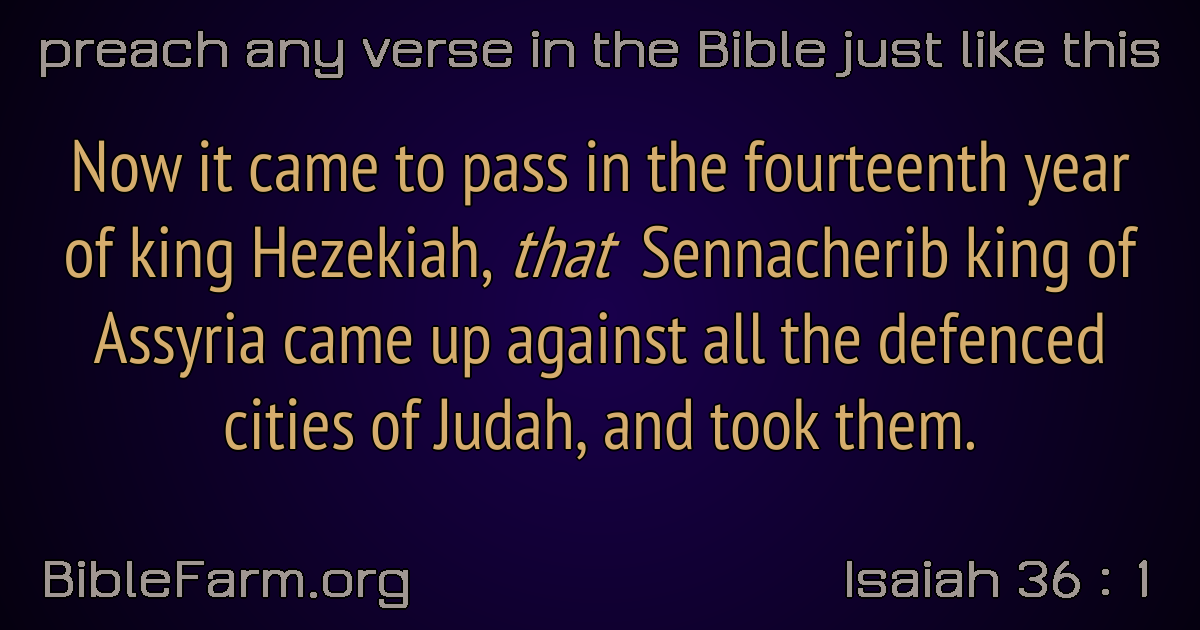 preach any verse in the Bible just like this
Now it came to pass in the fourteenth year
of king Hezekiah, that Sennacherib king of
Assyria came up against all the defenced
cities of Judah, and took them.
BibleFarm.org
Isaiah 36 : 1